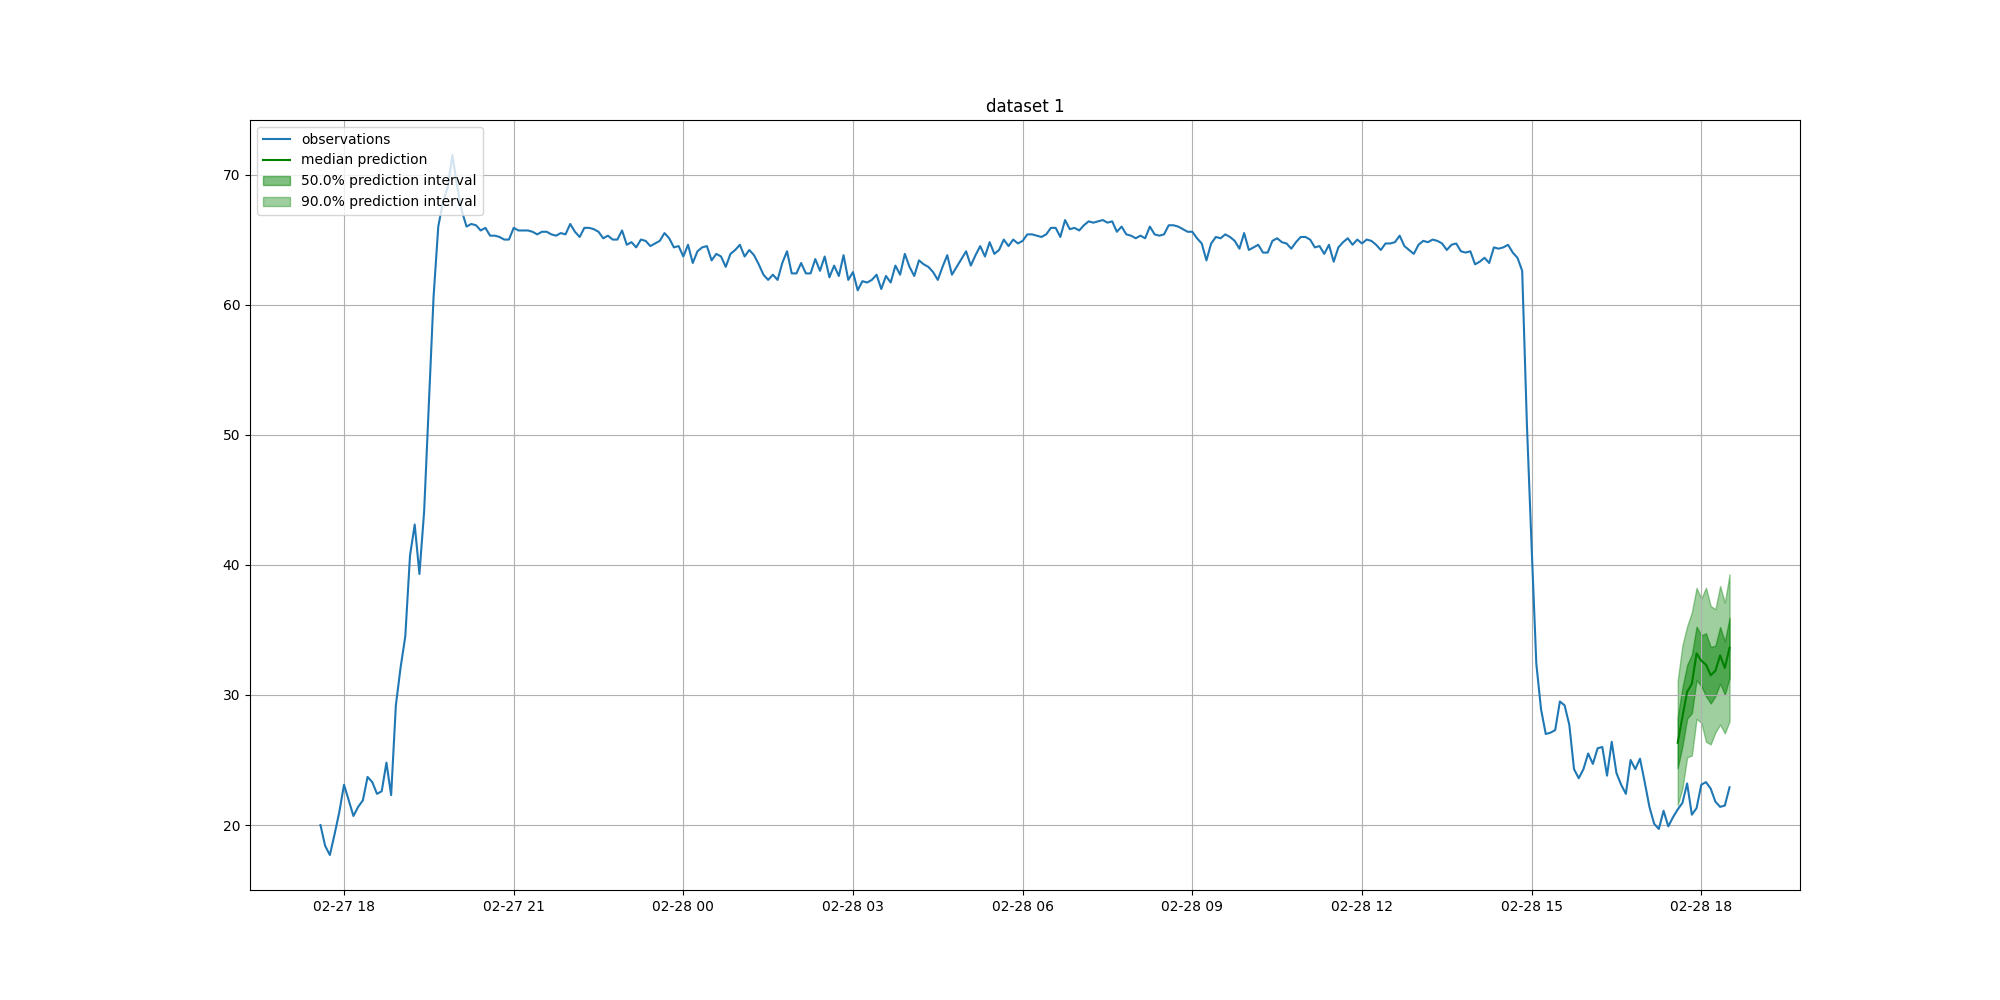 dataset 1
observations
median prediction
50.0% prediction interval
90.0% prediction interval
70
60
50
40
30
20
02-27 18 02-27 21 02-28 00 02-28 03 02-28 06 02-28 09 02-28 12 02-28 15 02-28 18